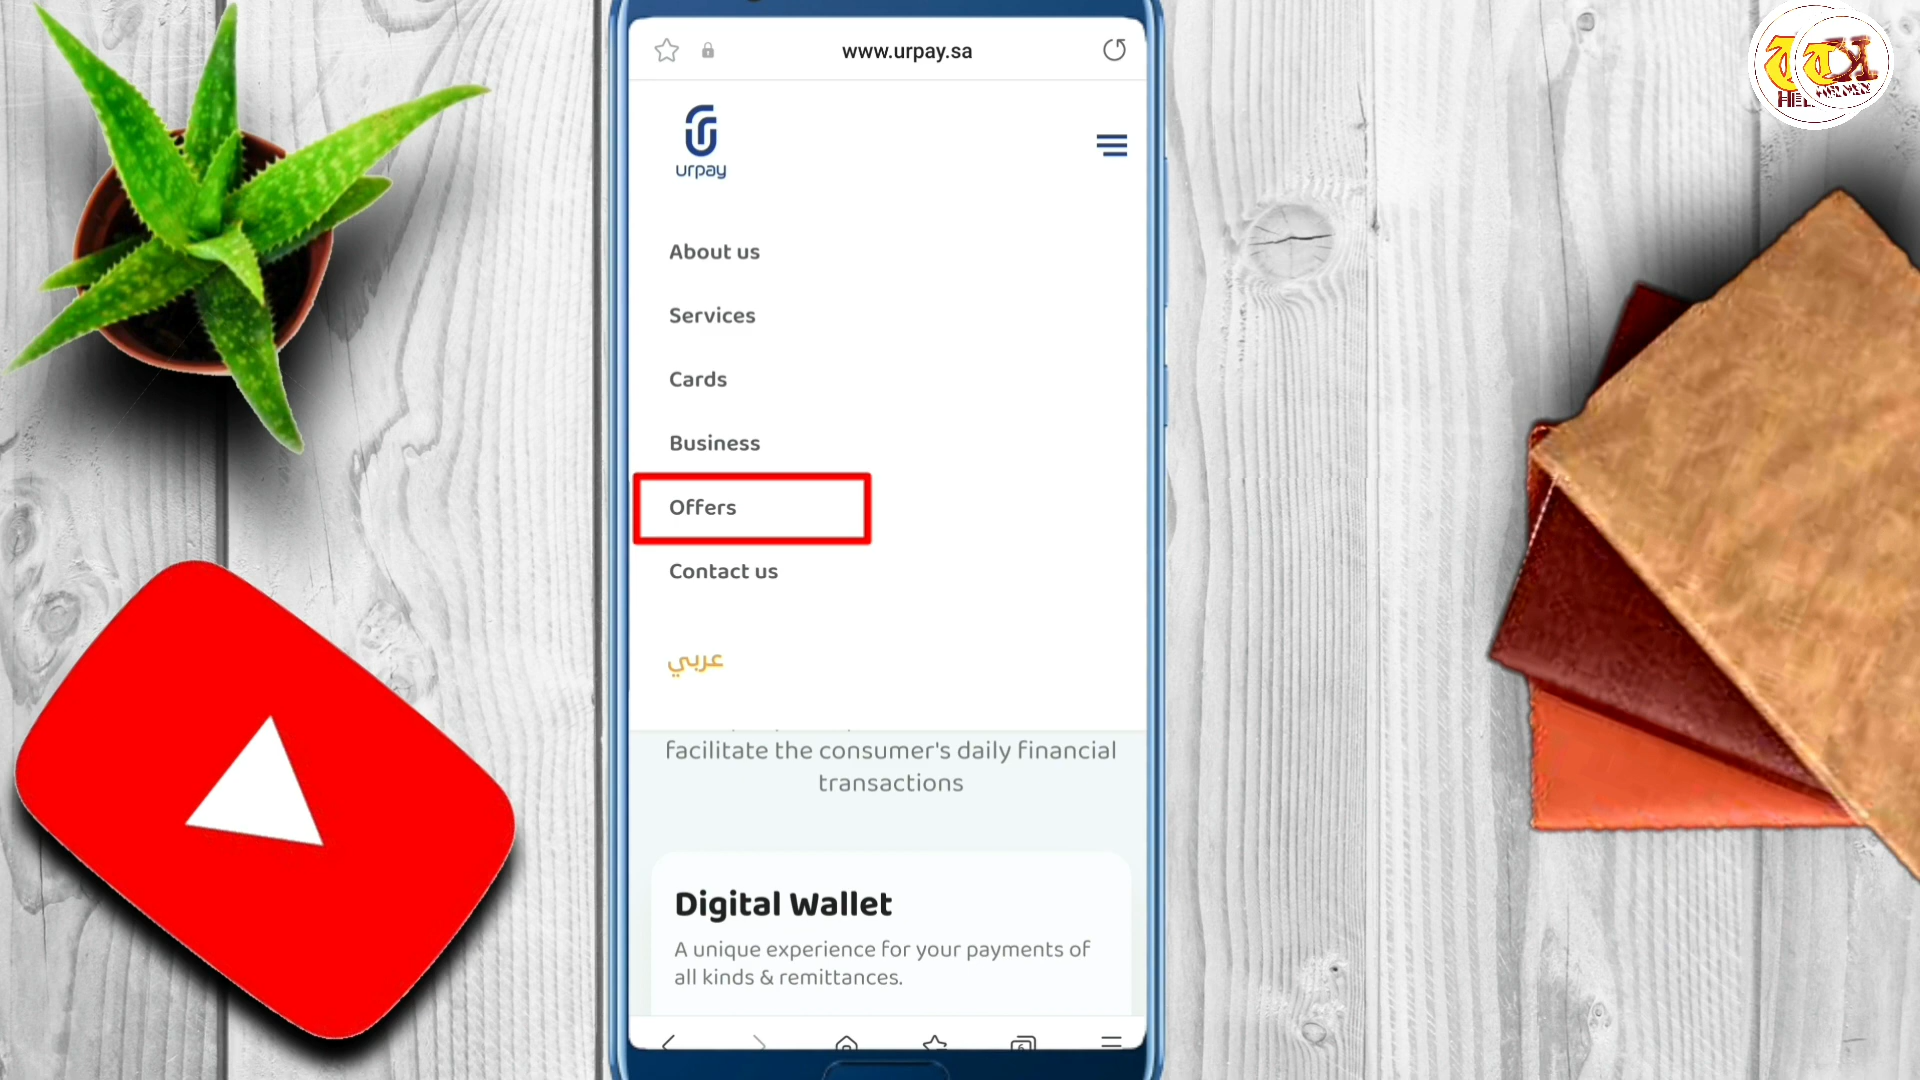 www.urpay.sa
urpay
About us
Services
Cards
Business
Offers
Contact us
عربي
facilitate the consumer's daily financial
transactions
Digital Wallet
A unique experience for your payments of
all kinds & remittances.